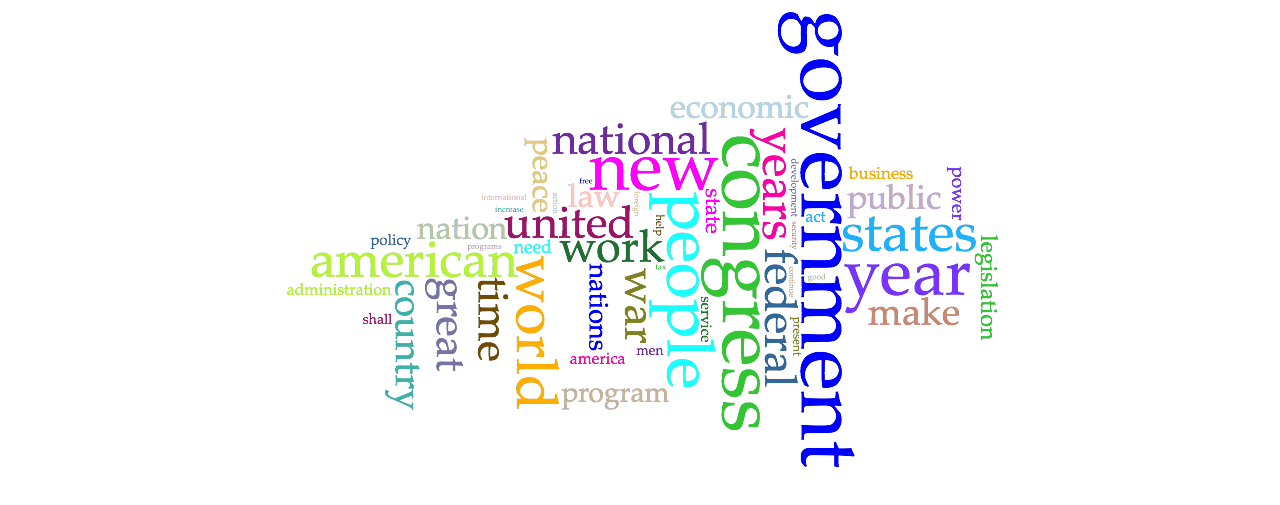 government
economic
national
years
congress
peace
new
development
business
power
free
law
public
international
action
foreign
state
people
increase
united
help
act
security
nation
states
policy
programs
need
work
legislation
american
tax
federal
year
world
nations
war
continue
good
administration
country
great
time
make
service
shall
present
men
america
program